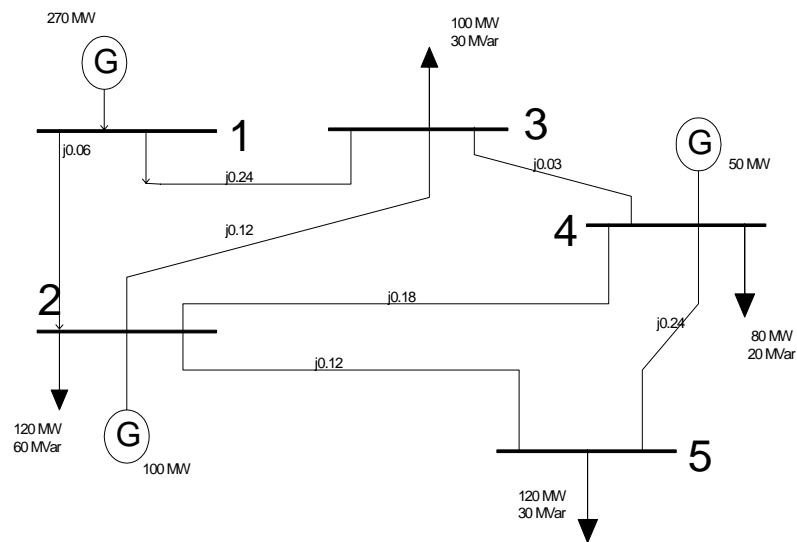 270 MW
G
100 MW
30 MVar
1
3
G
j0.06
j0.03
50 MW
j0.24
4
j0.12
2
j0.18
j0.24
80 MW
20 MVar
j0.12
120 MW
60 MVar
G
100 MW
5
120 MW
30 MVar